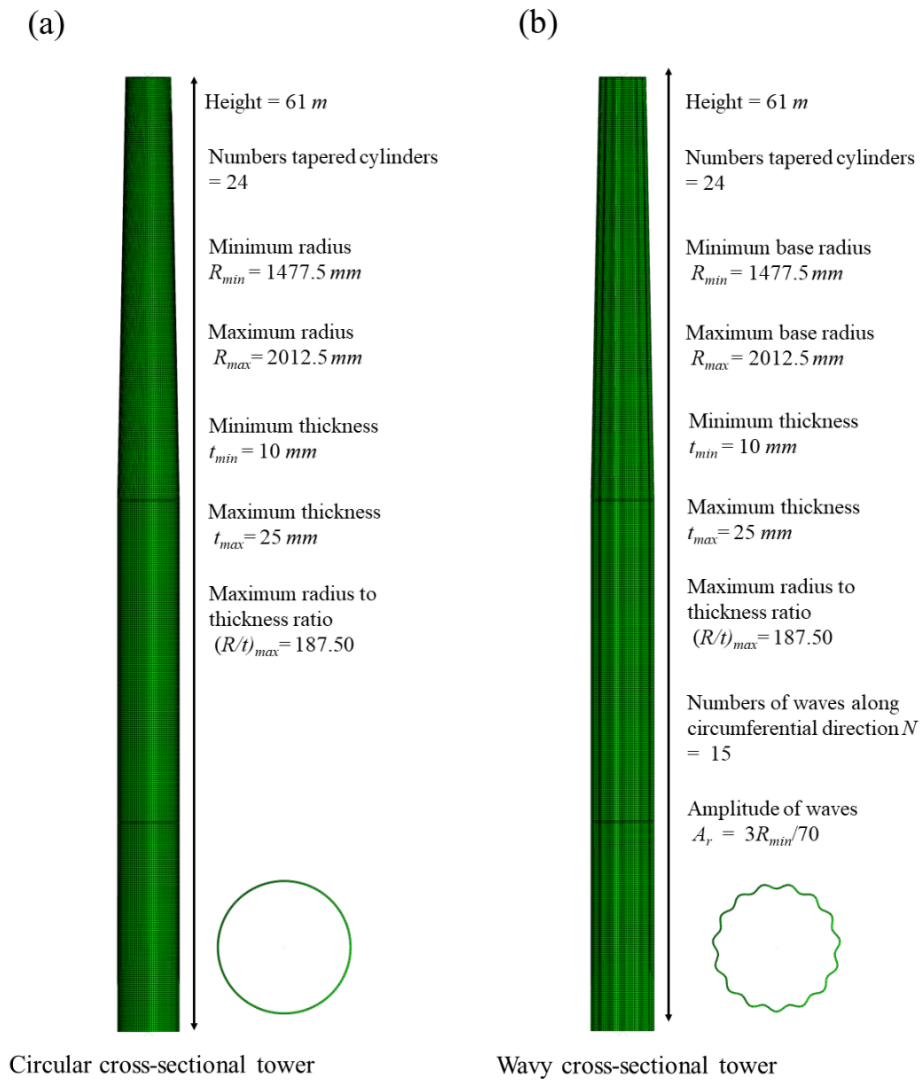 (a)
Height = 61 m
Numbers tapered cylinders
= 24
Minimum radius
R_min = 1477.5 mm
Maximum radius
R_max= 2012.5 mm
Minimum thickness
t_min = 10 mm
Maximum thickness
t_max= 25 mm
Maximum radius to
thickness ratio
(R/t)_max= 187.50
Circular cross-sectional tower
(b)
Height = 61 m
Numbers tapered cylinders
= 24
Minimum base radius
R_min = 1477.5 mm
Maximum base radius
R_max= 2012.5 mm
Minimum thickness
t_min = 10 mm
Maximum thickness
t_max= 25 mm
Maximum radius to
thickness ratio
(R/t)_max= 187.50
Numbers of waves along
circumferential direction N
= 15
Amplitude of waves
A_r = 3R_min/70
Wavy cross-sectional tower